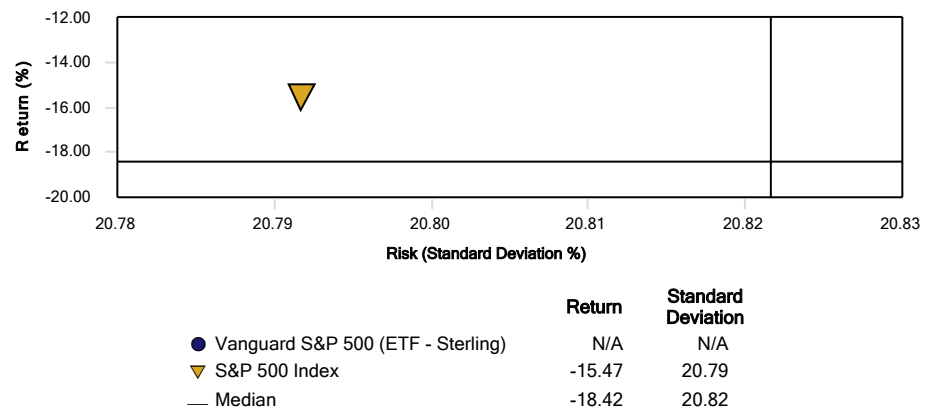 -12.00
-14.00
-16.00
-18.00
-20.00
Return (%)
20.78 20.79 20.80 20.81 20.82 20.83
Risk (Standard Deviation %)
Return Standard Deviation
Vanguard S&P 500 (ETF - Sterling) N/A N/A
S&P 500 Index -15.47 20.79
Median -18.42 20.82